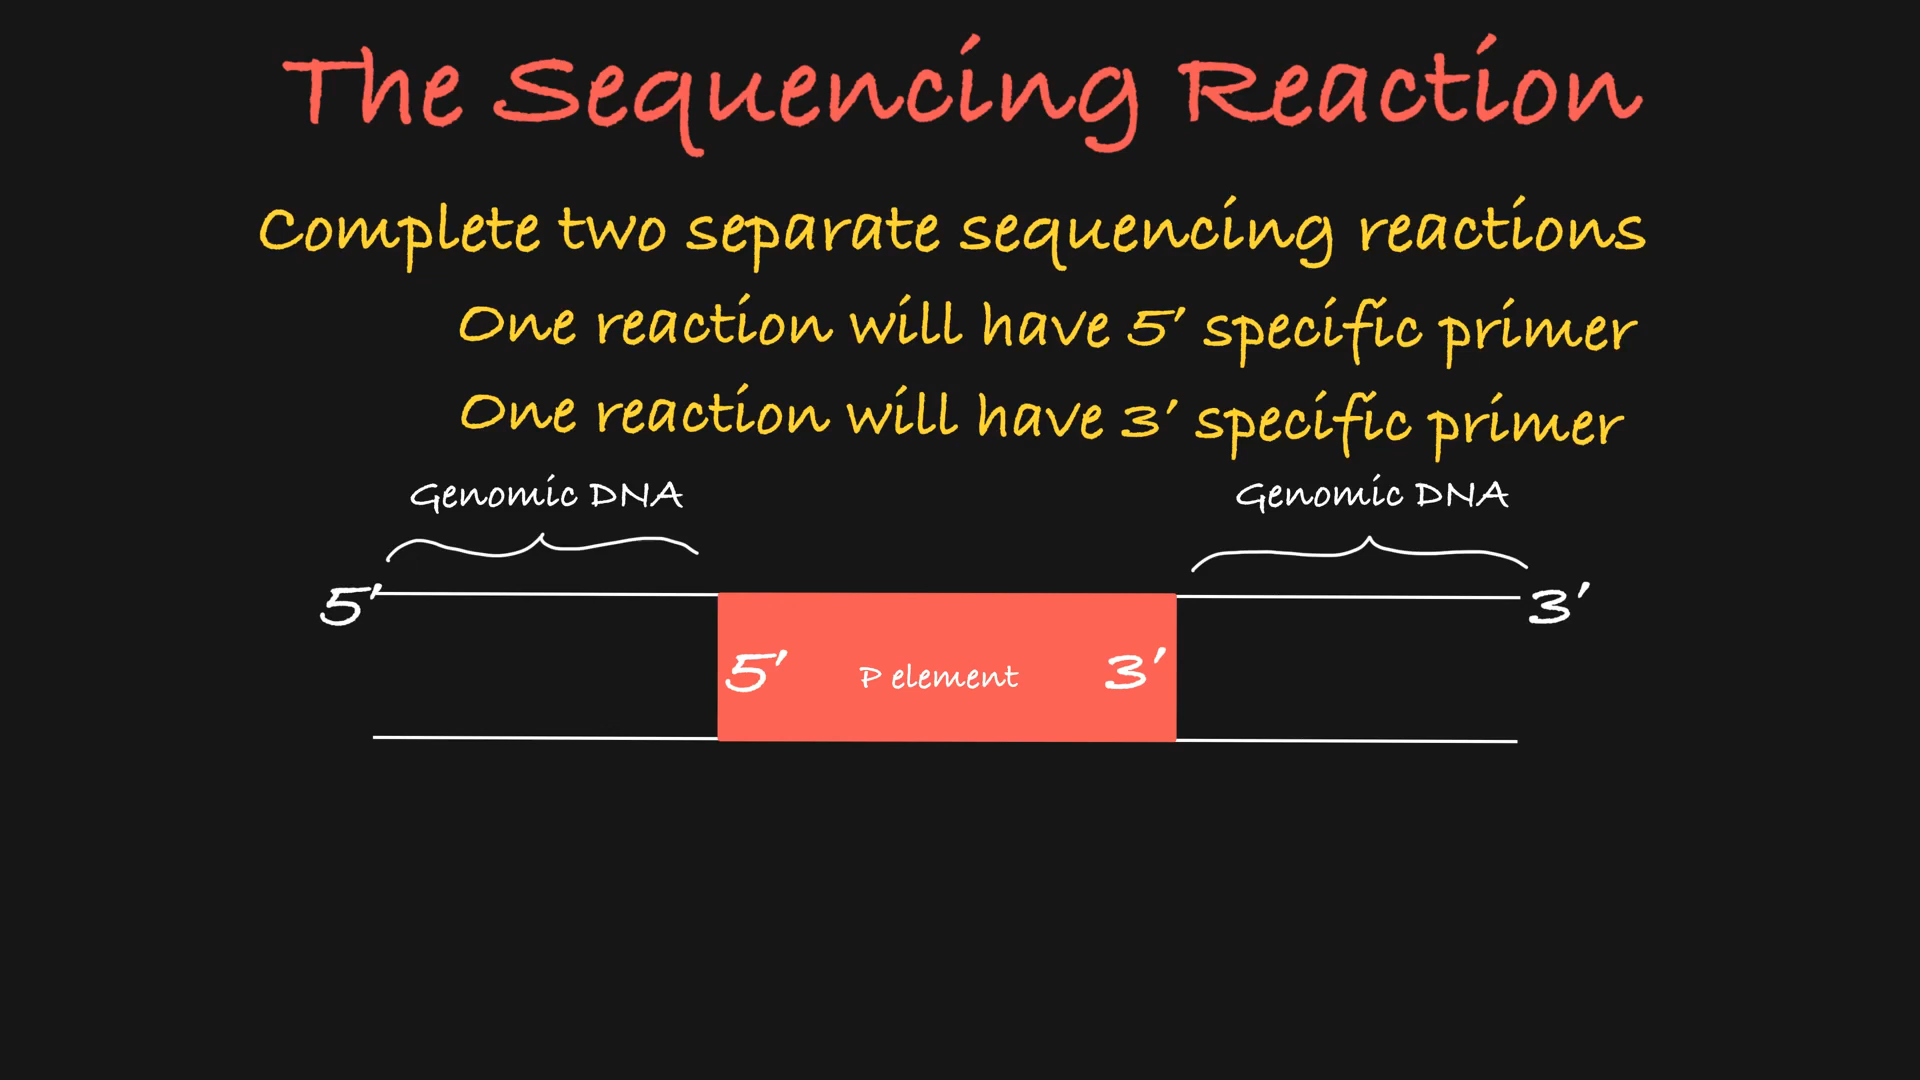 The Sequencing Reaction
Complete two separate sequencing reactions
One reaction will have 5' specific primer
One reaction will have 3' specific primer
Genomic DNA Genomic DNA
5' 3'
5' P element 3'